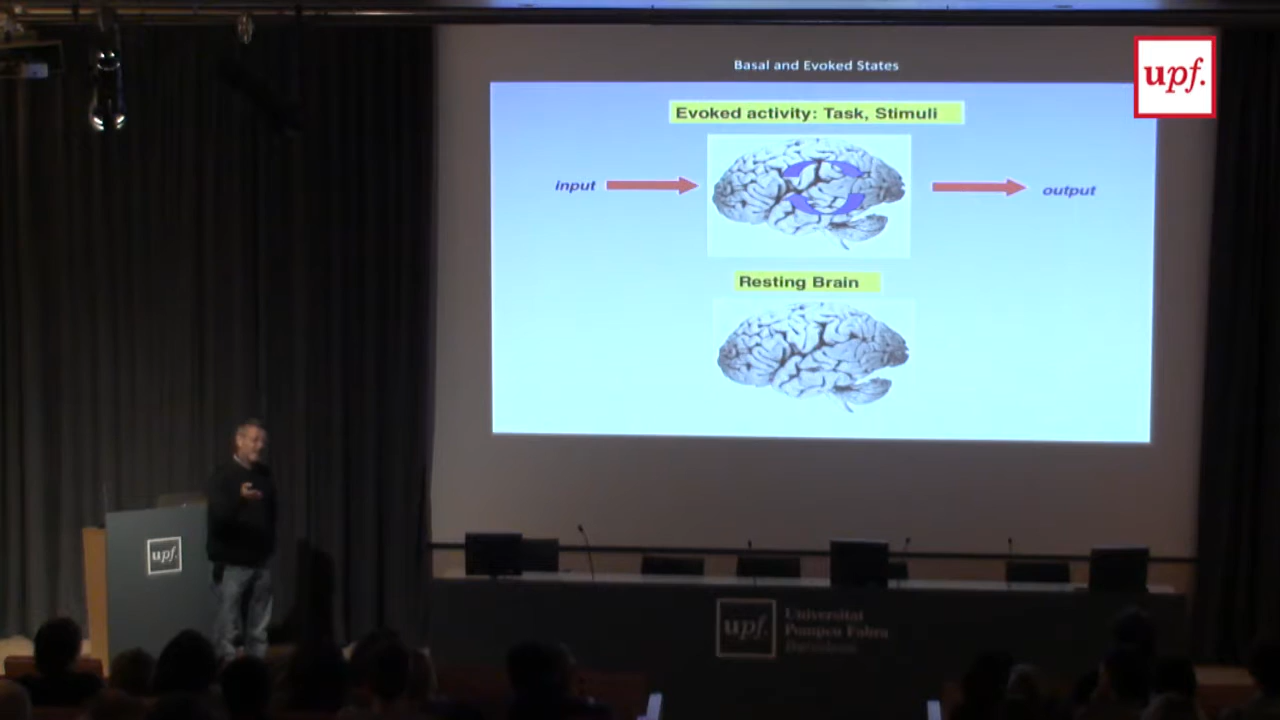 Basal and Evoked States
upf.
Evoked activity: Task, Stimuli
input
output
Resting Brain
upf.
upf.
Universitat
Pompeu Fabra
Barcelona